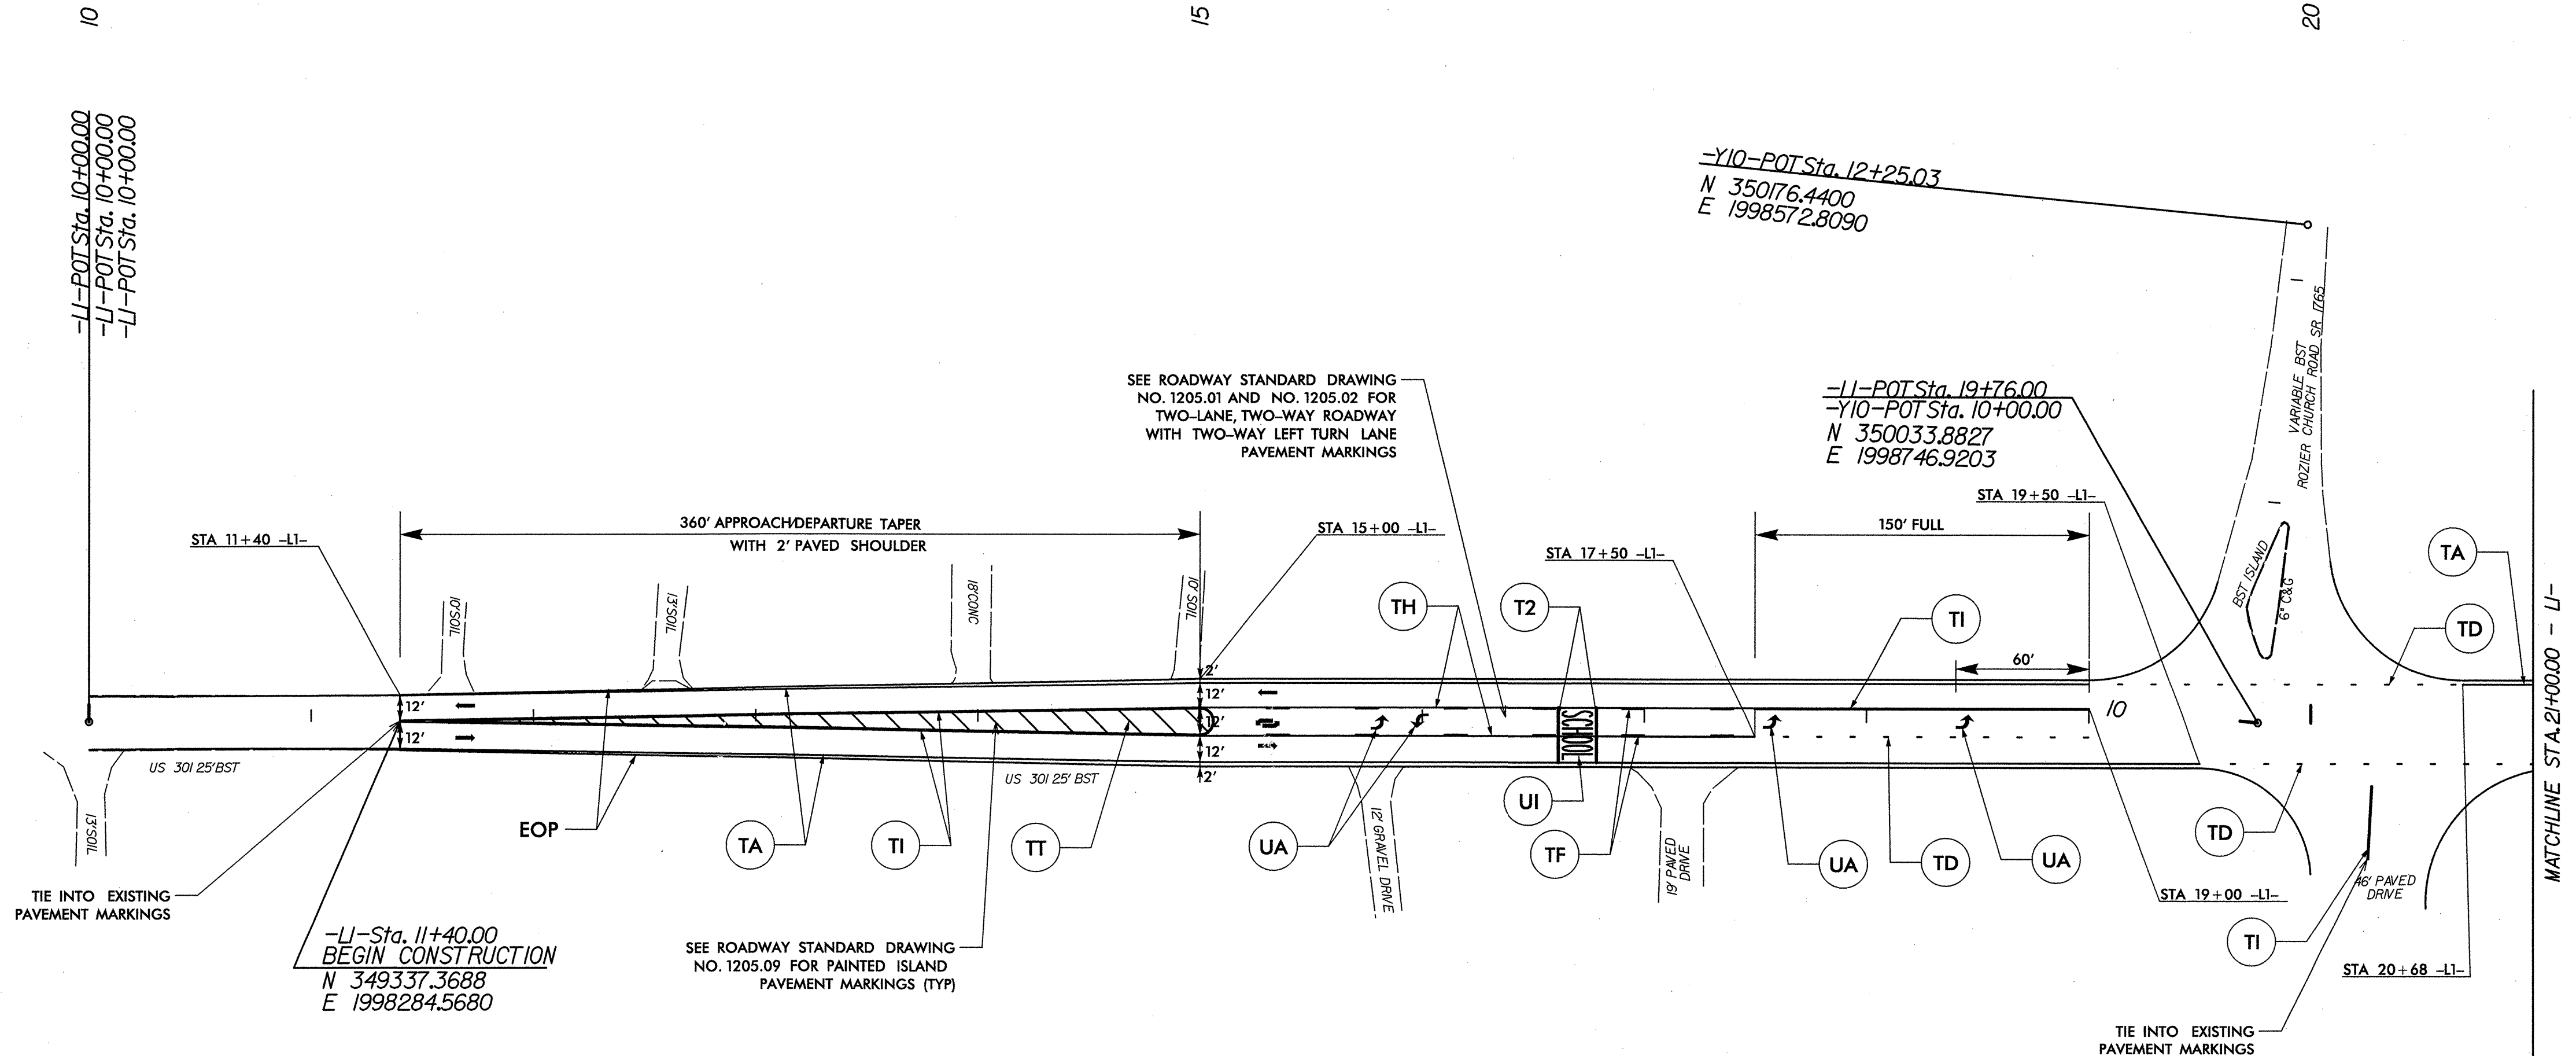 10
15
20
-L1-POT Sta. 10+00.00
-L1-POT Sta. 10+00.00
-L1-POT Sta. 10+00.00
-Y10-POT Sta. 12+25.03
N 350176.4400
E 1998572.8090
VARIABLE BST
ROZIER CHURCH ROAD SR 1765
SEE ROADWAY STANDARD DRAWING
NO. 1205.01 AND NO. 1205.02 FOR
TWO-LANE, TWO-WAY ROADWAY
WITH TWO-WAY LEFT TURN LANE
PAVEMENT MARKINGS
-L1-POT Sta. 19+76.00
-Y10-POT Sta. 10+00.00
N 350033.8827
E 1998746.9203
STA 19+50 -L1-
360' APPROACH/DEPARTURE TAPER
WITH 2' PAVED SHOULDER
STA 15+00 -L1-
150' FULL
STA 11+40 -L1-
STA 17+50 -L1-
TA
BST ISLAND
6" C&G
10' SOIL
13' SOIL
18' CONC
10' SOIL
TH
T2
TI
TD
60'
2'
12'
12'
12'
12'
12'
2'
SCHOOL
10
US 301 25' BST
US 301 25' BST
13' SOIL
EOP
TA
TI
TT
UA
12' GRAVEL DRIVE
UI
TF
19' PAVED
DRIVE
UA
TD
UA
TD
46' PAVED
DRIVE
TIE INTO EXISTING
PAVEMENT MARKINGS
STA 19+00 -L1-
-L1-Sta. 11+40.00
BEGIN CONSTRUCTION
N 349337.3688
E 1998284.5680
SEE ROADWAY STANDARD DRAWING
NO. 1205.09 FOR PAINTED ISLAND
PAVEMENT MARKINGS (TYP)
TI
STA 20+68 -L1-
TIE INTO EXISTING
PAVEMENT MARKINGS
MATCHLINE STA. 21+00.00 - L1-